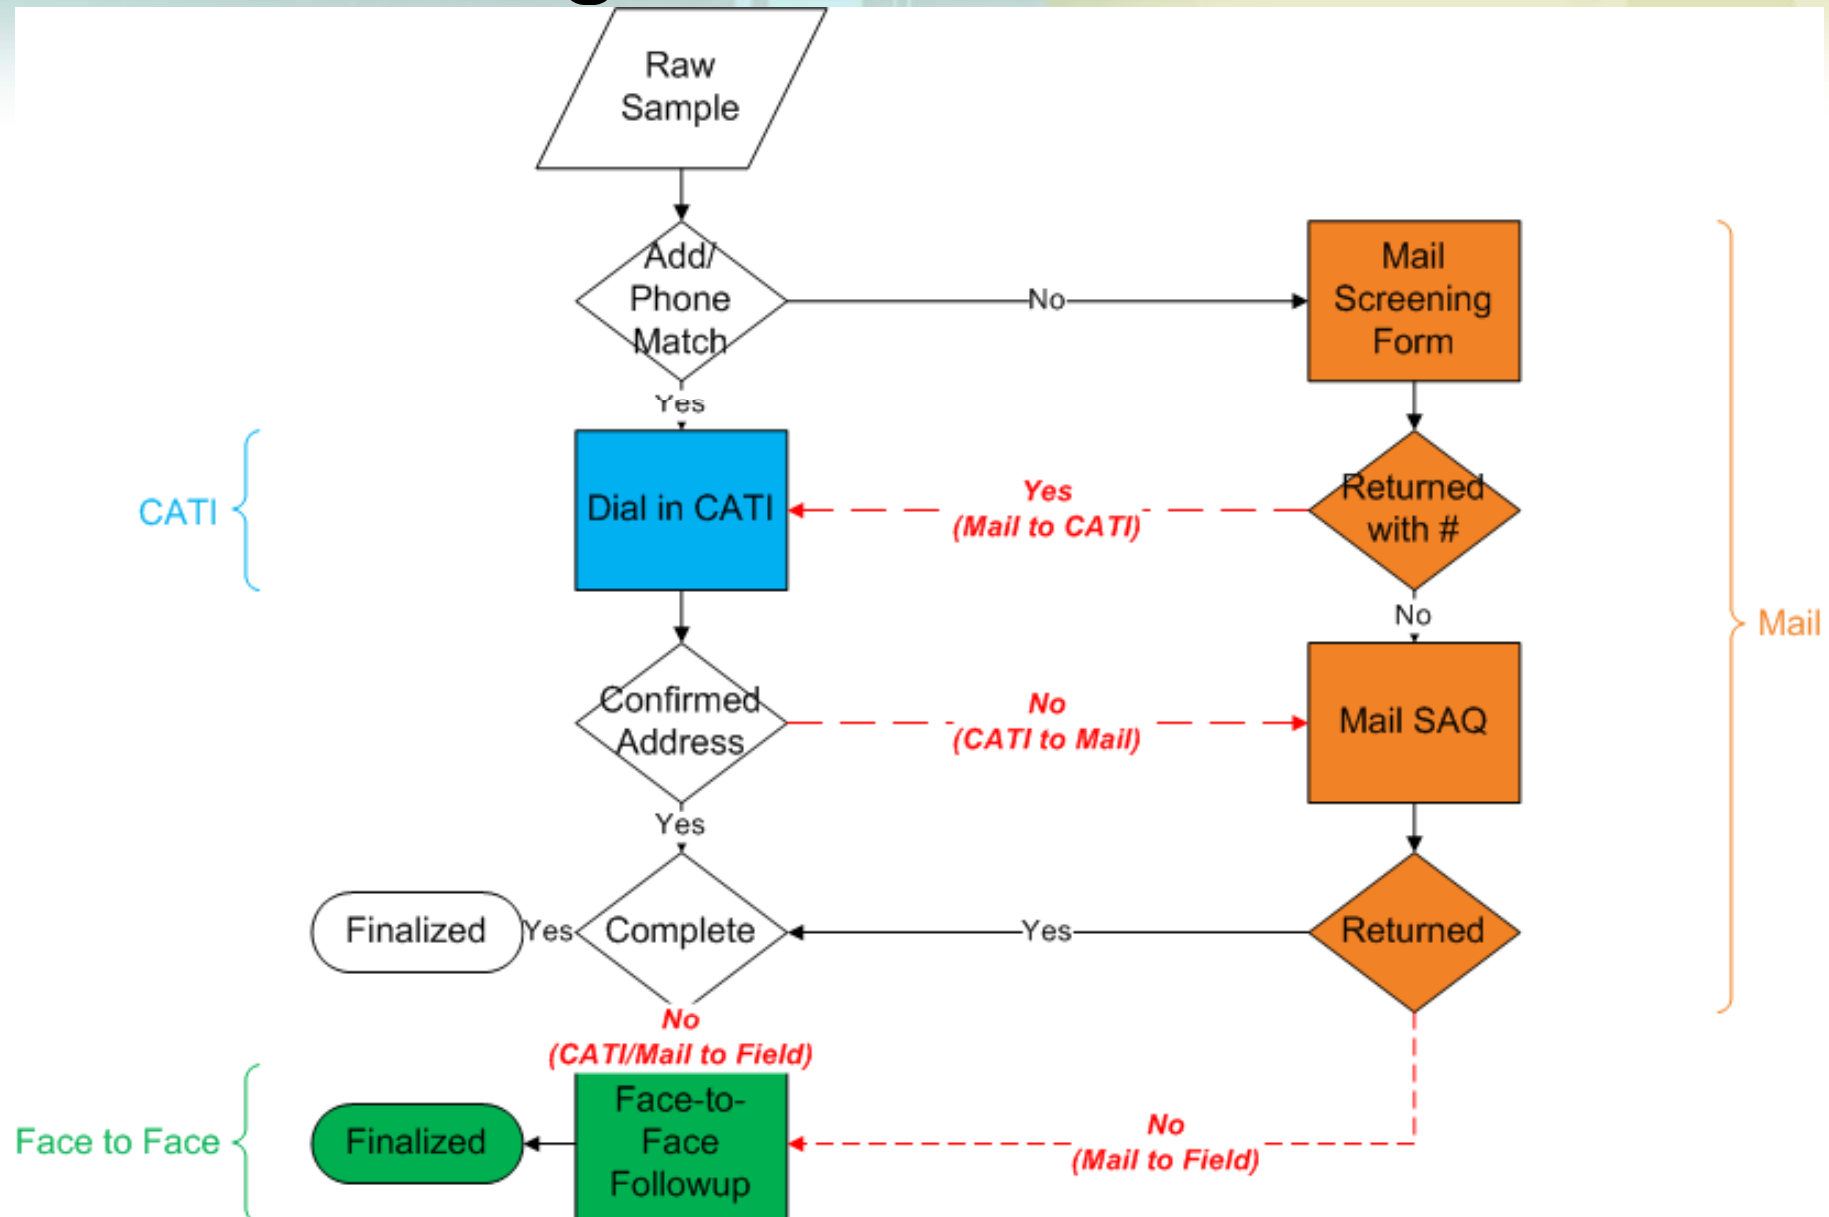 Raw
Sample
Add/
Phone
Match
No
Mail
Screening
Form
Yes
CATI
Dial in CATI
Yes
(Mail to CATI)
Returned
with #
No
Mail
Confirmed
Address
No
(CATI to Mail)
Mail SAQ
Yes
Finalized
Yes
Complete
Yes
Returned
No
(CATI/Mail to Field)
Face to Face
Finalized
Face-to-
Face
Followup
No
(Mail to Field)